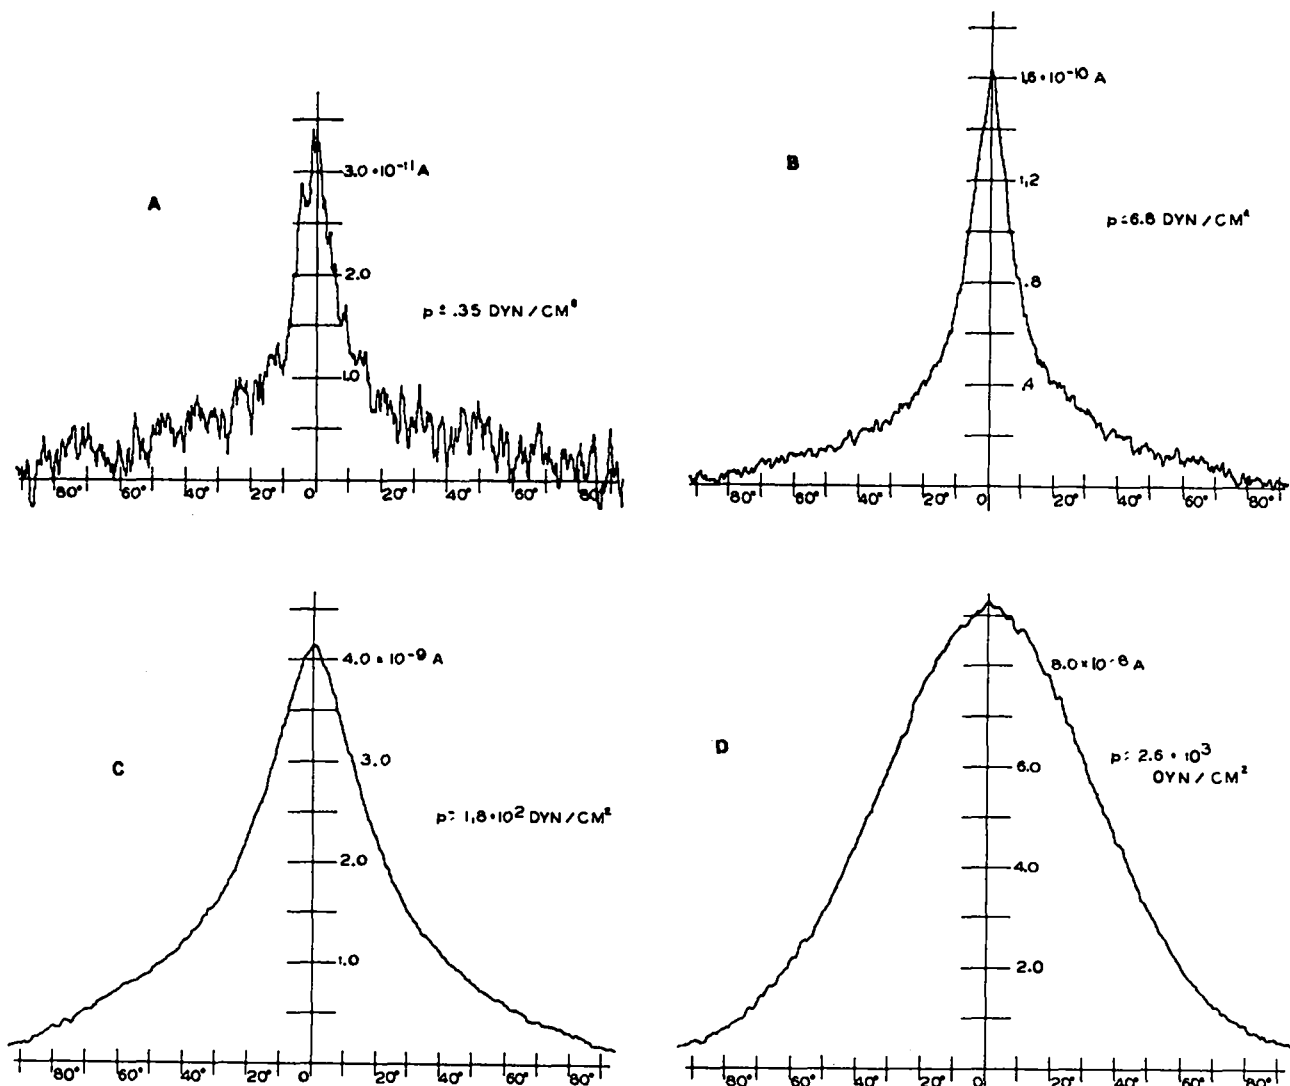 A
3.0 × 10-11 A
2.0
1.0
p = .35 DYN / CM²
80° 60° 40° 20° 0 20° 40° 60° 80
B
1.6 × 10-10 A
1.2
.8
.4
p = 6.8 DYN / CM²
80° 60° 40° 20° 0 20° 40° 60° 80°
C
4.0 × 10-9 A
3.0
2.0
1.0
p = 1.8 × 10² DYN / CM²
80° 60° 40° 20° 0 20° 40° 60° 80°
D
8.0 × 10-8 A
6.0
4.0
2.0
p = 2.6 × 10³
DYN / CM²
80° 60° 40° 20° 0 20° 40° 60° 80°